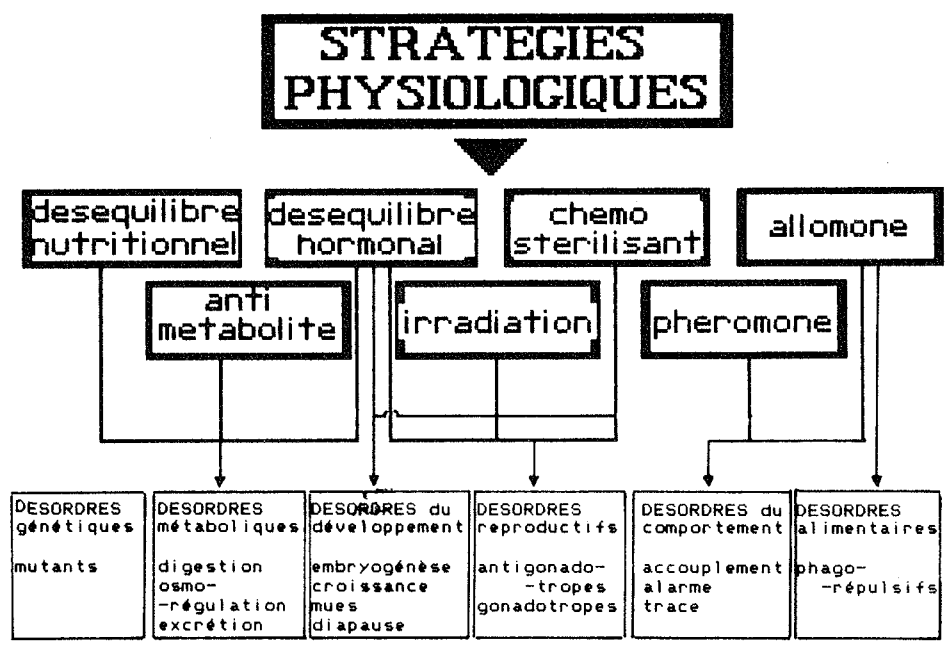 STRATEGIES
PHYSIOLOGIQUES
desequilibre
nutritionnel
desequilibre
hormonal
chemo
sterilisant
allomone
anti
metabolite
irradiation
pheromone
DESORDRES
génétiques
mutants
DESORDRES
métaboliques
digestion
osmo-
-régulation
excrétion
DESORDRES du
développement
embryogénèse
croissance
mues
diapause
DESORDRES
reproductifs
antigonado-
-tropes
gonadotropes
DESORDRES du
comportement
accouplement
alarme
trace
DESORDRES
alimentaires
phago-
-répulsifs